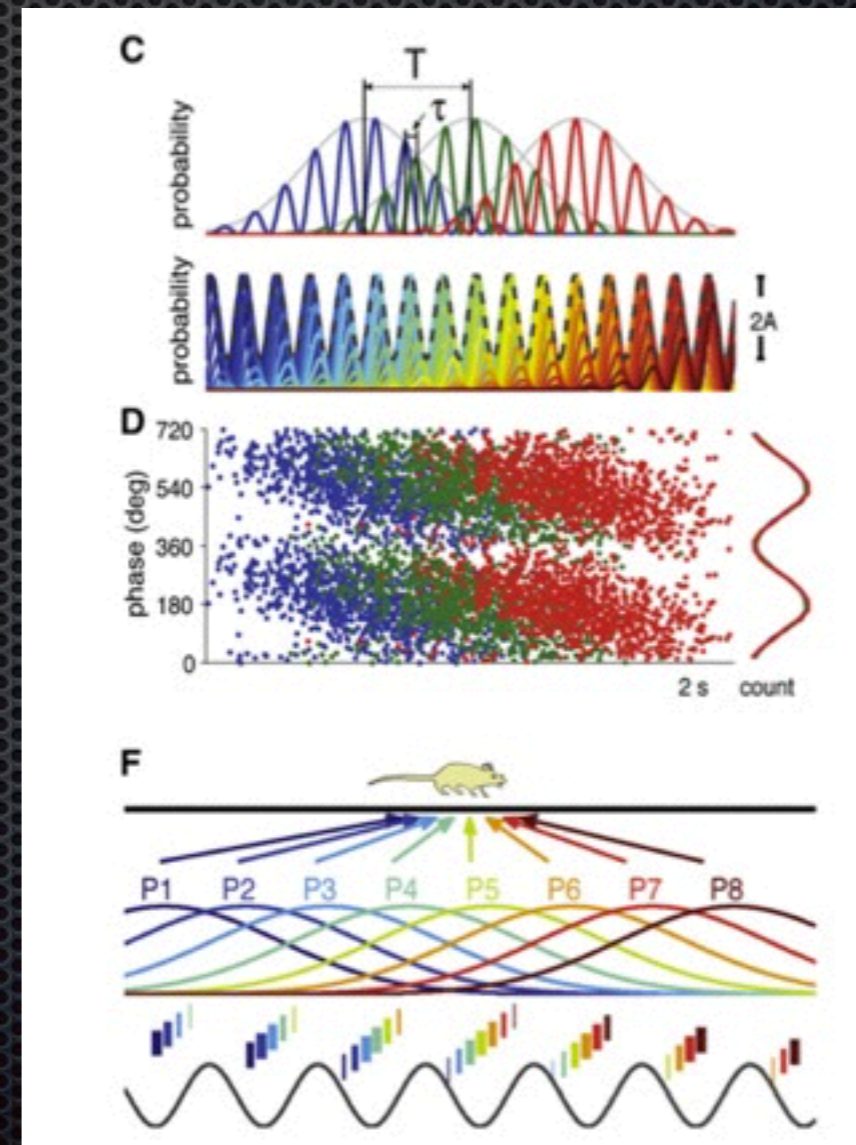 C
T
τ
probability
probability
2A
D
720
540
360
180
0
phase (deg)
2 s count
F
P1 P2 P3 P4 P5 P6 P7 P8